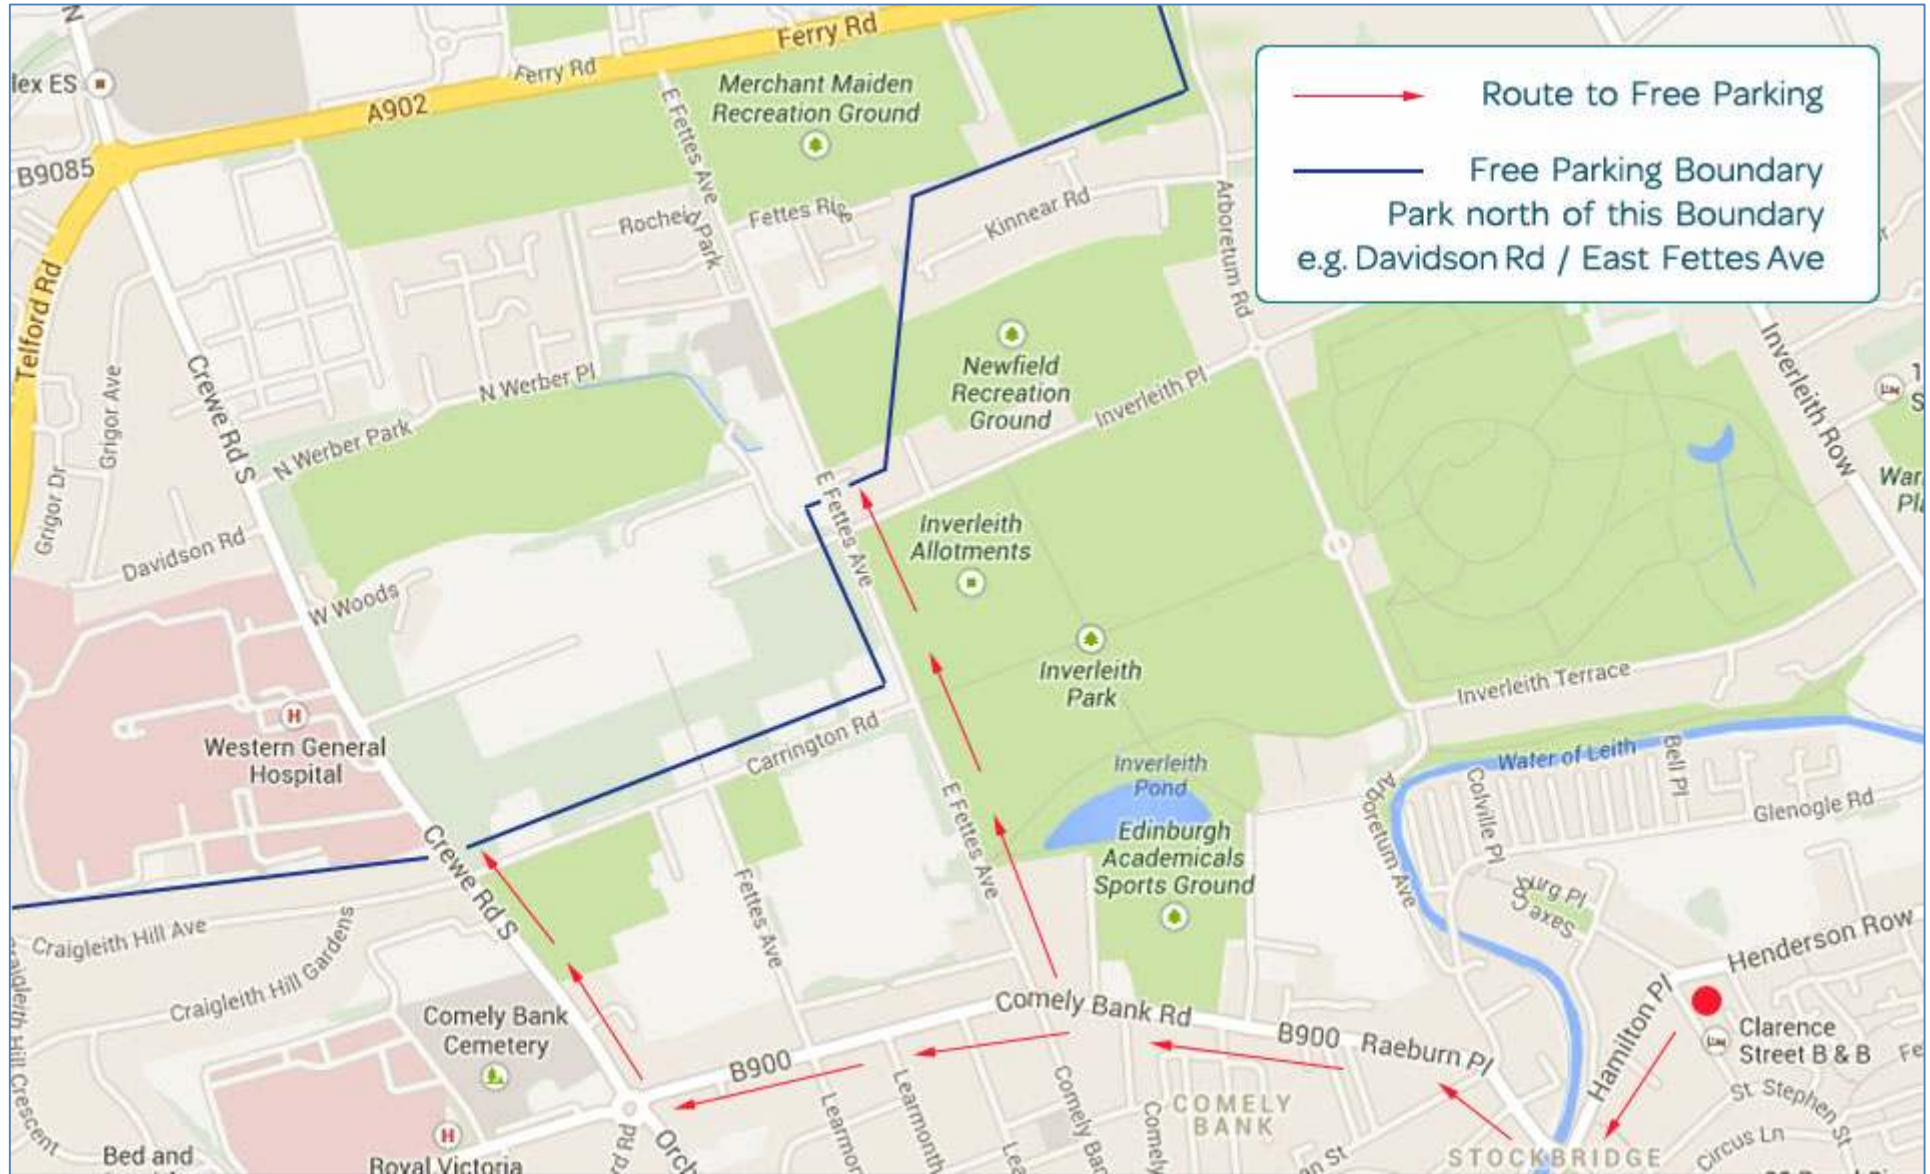 Ferry Rd
Ferry Rd
A902
lex ES
B9085
Merchant Maiden
Recreation Ground
E Fettes Ave
Route to Free Parking
Free Parking Boundary
Park north of this Boundary
e.g. Davidson Rd / East Fettes Ave
Rocheid Park
Fettes Rise
Kinnear Rd
Arboretum Rd
Telford Rd
Grigor Ave
Crewe Rd S
N Werber Pl
N Werber Park
Newfield
Recreation
Ground
Inverleith Pl
Inverleith Row
Grigor Dr
Davidson Rd
W Woods
E Fettes Ave
Inverleith
Allotments
Inverleith
Park
Inverleith Terrace
Western General
Hospital
Carrington Rd
Inverleith
Pond
Water of Leith
Bell Pl
Colville Pl
Glenogle Rd
Arboretum Ave
Edinburgh
Academicals
Sports Ground
E Fettes Ave
Crewe Rd S
Fettes Ave
Craigleith Hill Ave
Craigleith Hill Gardens
Saxe Coburg Pl
Henderson Row
Hamilton Pl
Comely Bank
Cemetery
Comely Bank Rd
B900
Raeburn Pl
B900
Clarence
Street B & B
St Stephen St
Circus Ln
COMELY
BANK
STOCKBRIDGE
Learmonth
Comely
Royal Victoria
Bed and